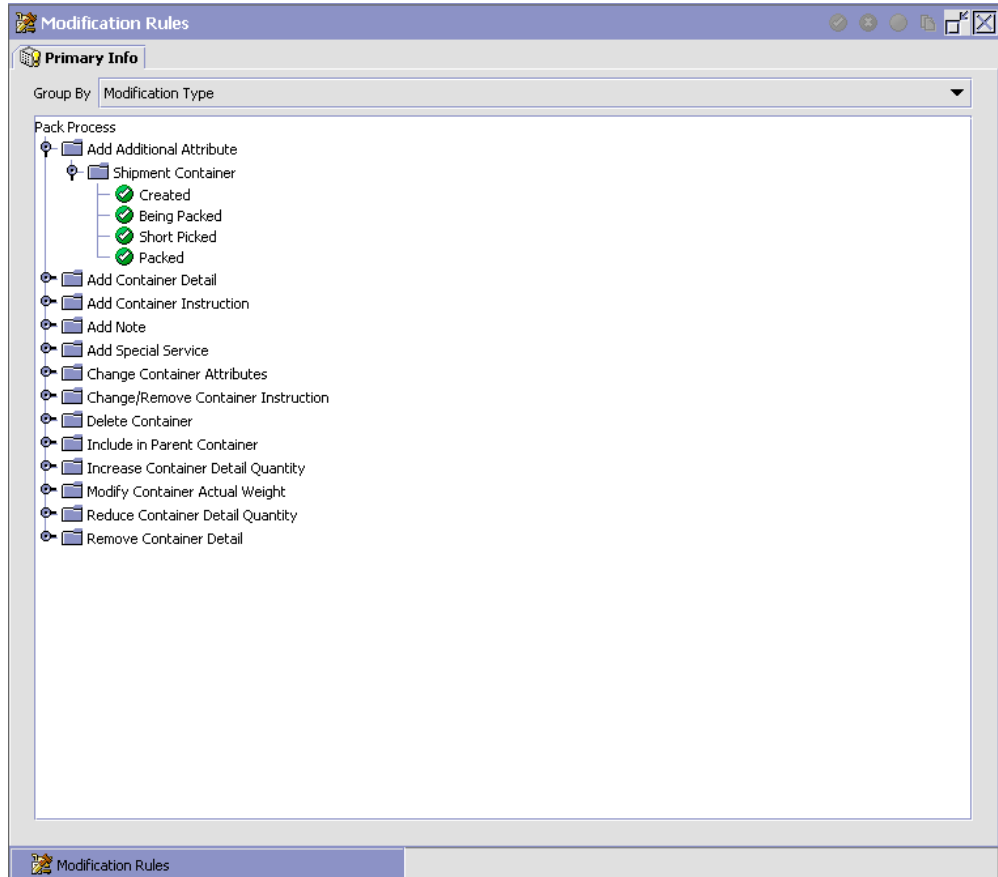 Modification Rules
Primary Info
Group By Modification Type
Pack Process
Add Additional Attribute
Shipment Container
Created
Being Packed
Short Picked
Packed
Add Container Detail
Add Container Instruction
Add Note
Add Special Service
Change Container Attributes
Change/Remove Container Instruction
Delete Container
Include in Parent Container
Increase Container Detail Quantity
Modify Container Actual Weight
Reduce Container Detail Quantity
Remove Container Detail
Modification Rules